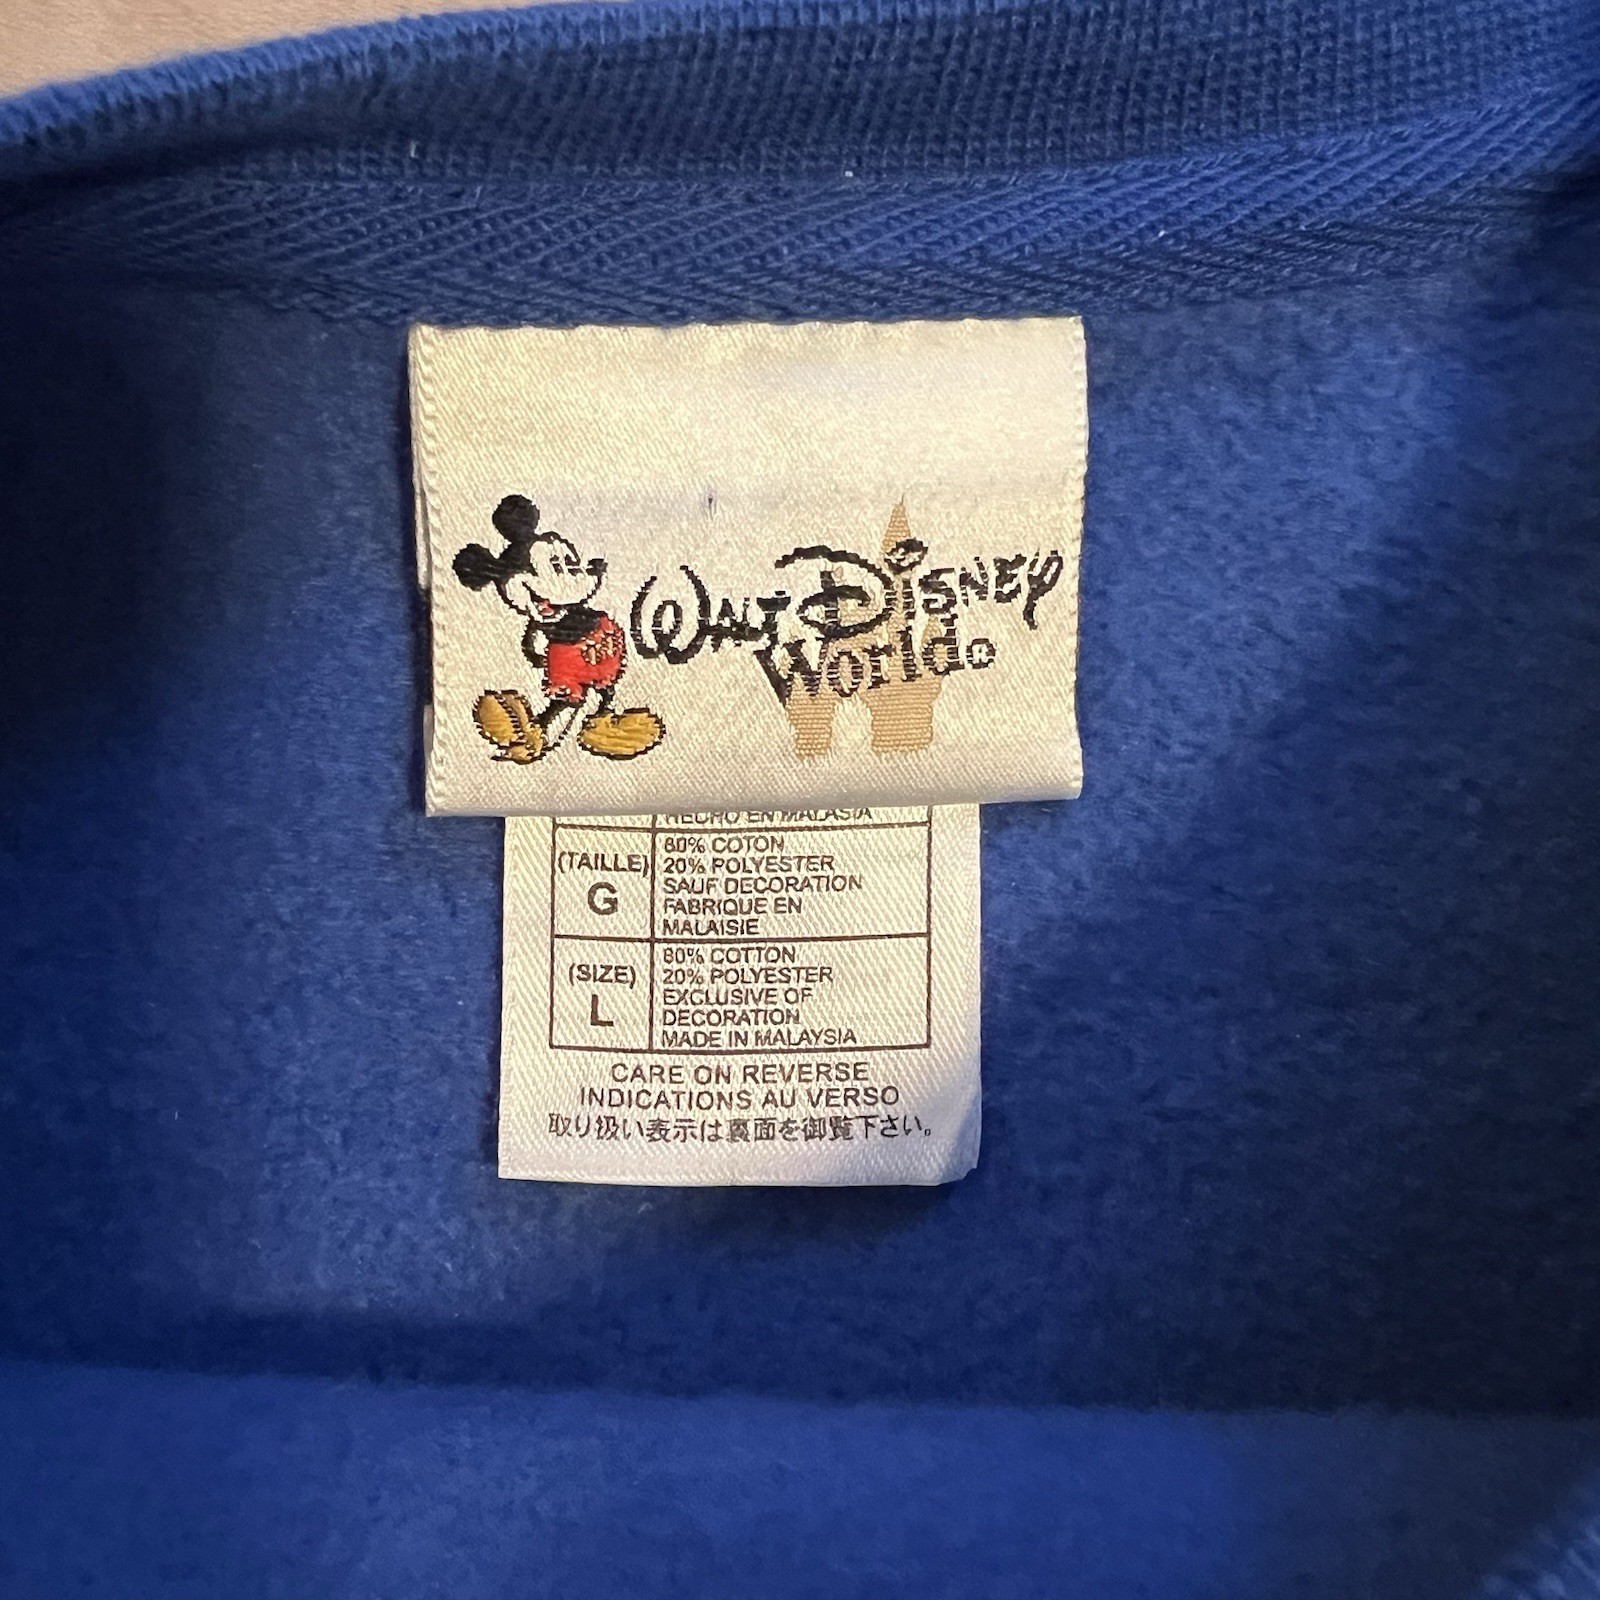 WALT DISNEY
World®
HECHO EN MALASIA
(TAILLE)
G
80% COTON
20% POLYESTER
SAUF DECORATION
FABRIQUE EN
MALAISIE
(SIZE)
L
80% COTTON
20% POLYESTER
EXCLUSIVE OF
DECORATION
MADE IN MALAYSIA
CARE ON REVERSE
INDICATIONS AU VERSO
取り扱い表示は裏面を御覧下さい。